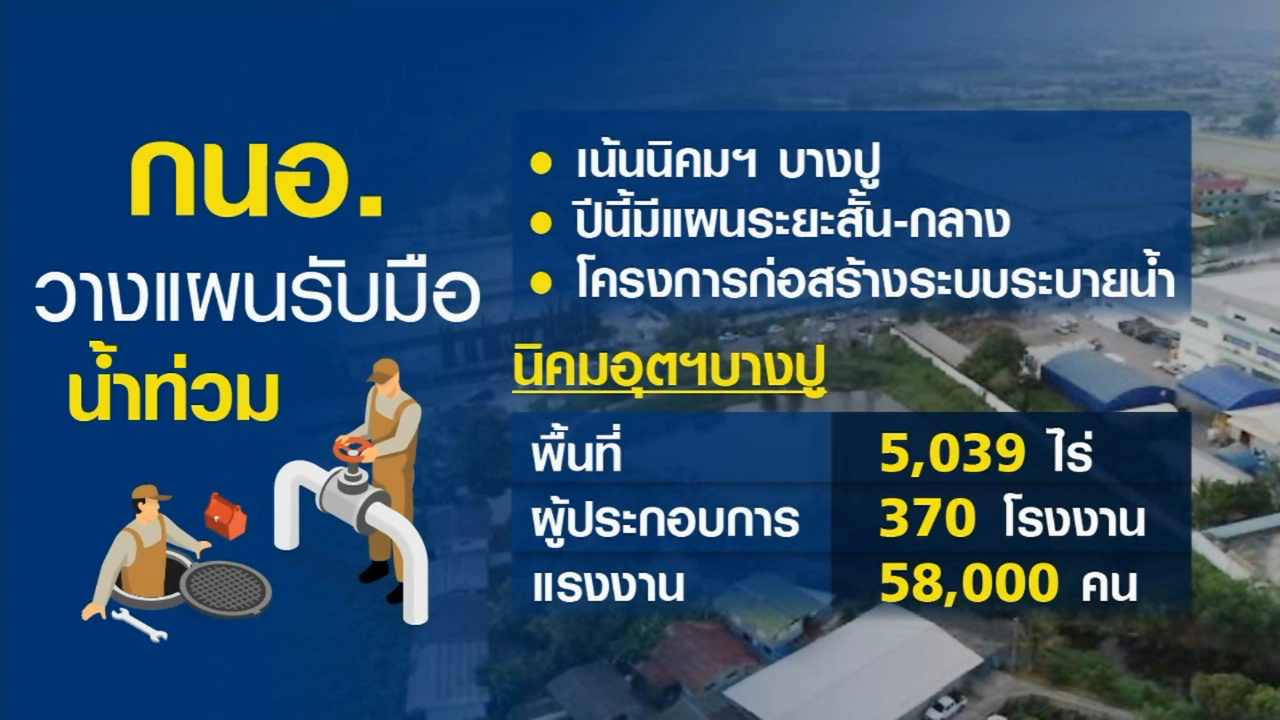 กนอ.
วางแผนรับมือ
น้ำท่วม
• เน้นนิคมฯ บางปู
• ปีนี้มีแผนระยะสั้น-กลาง
• โครงการก่อสร้างระบบระบายน้ำ
นิคมอุตฯบางปู
พื้นที่ 5,039 ไร่
ผู้ประกอบการ 370 โรงงาน
แรงงาน 58,000 คน